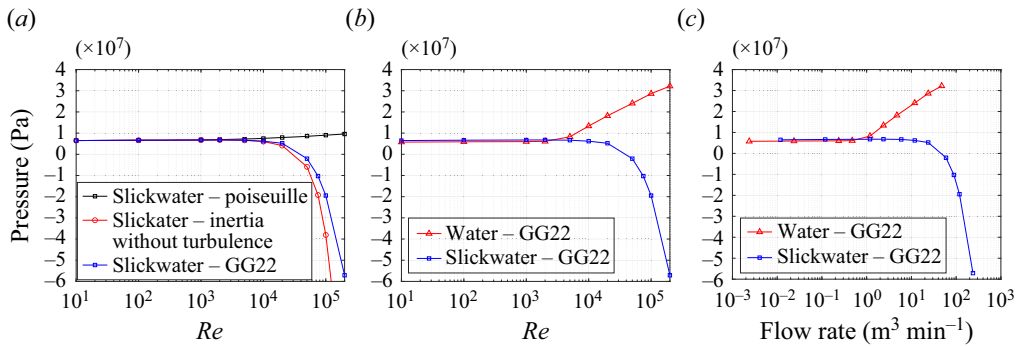 (a) (b) (c)
(×10⁷) (×10⁷) (×10⁷)
4 4 4
3 3 3
2 2 2
1 1 1
0 0 0
−1 −1 −1
−2 −2 −2
−3 −3 −3
−4 −4 −4
−5 −5 −5
−6 −6 −6
Pressure (Pa)
Slickwater – poiseuille
Slickater – inertia
without turbulence
Slickwater – GG22
Water – GG22
Slickwater – GG22
Water – GG22
Slickwater – GG22
10¹ 10² 10³ 10⁴ 10⁵ 10¹ 10² 10³ 10⁴ 10⁵ 10⁻³ 10⁻² 10⁻¹ 10⁰ 10¹ 10² 10³
Re Re Flow rate (m³ min⁻¹)